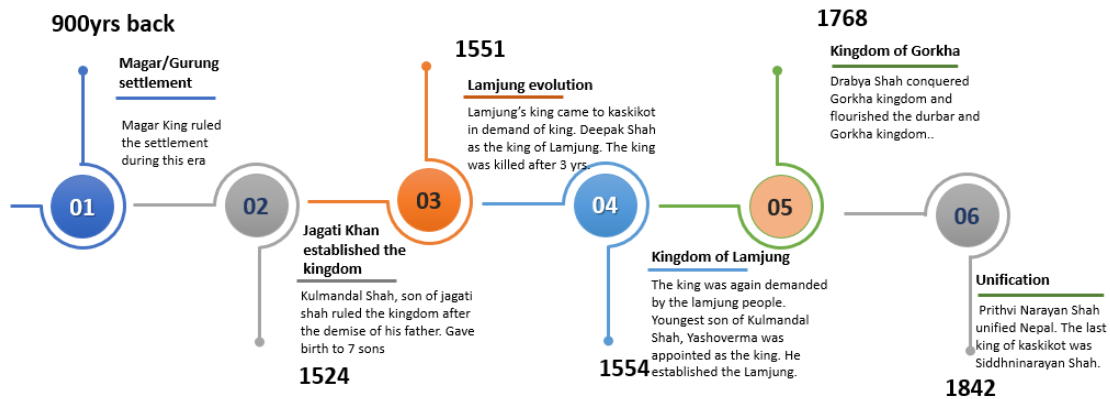 900yrs back
Magar/Gurung
settlement
Magar King ruled
the settlement
during this era
01
02
Jagati Khan
established the
kingdom
Kulmandal Shah, son of jagati
shah ruled the kingdom after
the demise of his father. Gave
birth to 7 sons
1524
1551
Lamjung evolution
Lamjung’s king came to kaskikot
in demand of king. Deepak Shah
as the king of Lamjung. The king
was killed after 3 yrs.
03
04
Kingdom of Lamjung
The king was again demanded
by the lamjung people.
Youngest son of Kulmandal
Shah, Yashoverma was
appointed as the king. He
established the Lamjung.
1554
1768
Kingdom of Gorkha
Drabya Shah conquered
Gorkha kingdom and
flourished the durbar and
Gorkha kingdom..
05
06
Unification
Prithvi Narayan Shah
unified Nepal. The last
king of kaskikot was
Siddhninarayan Shah.
1842